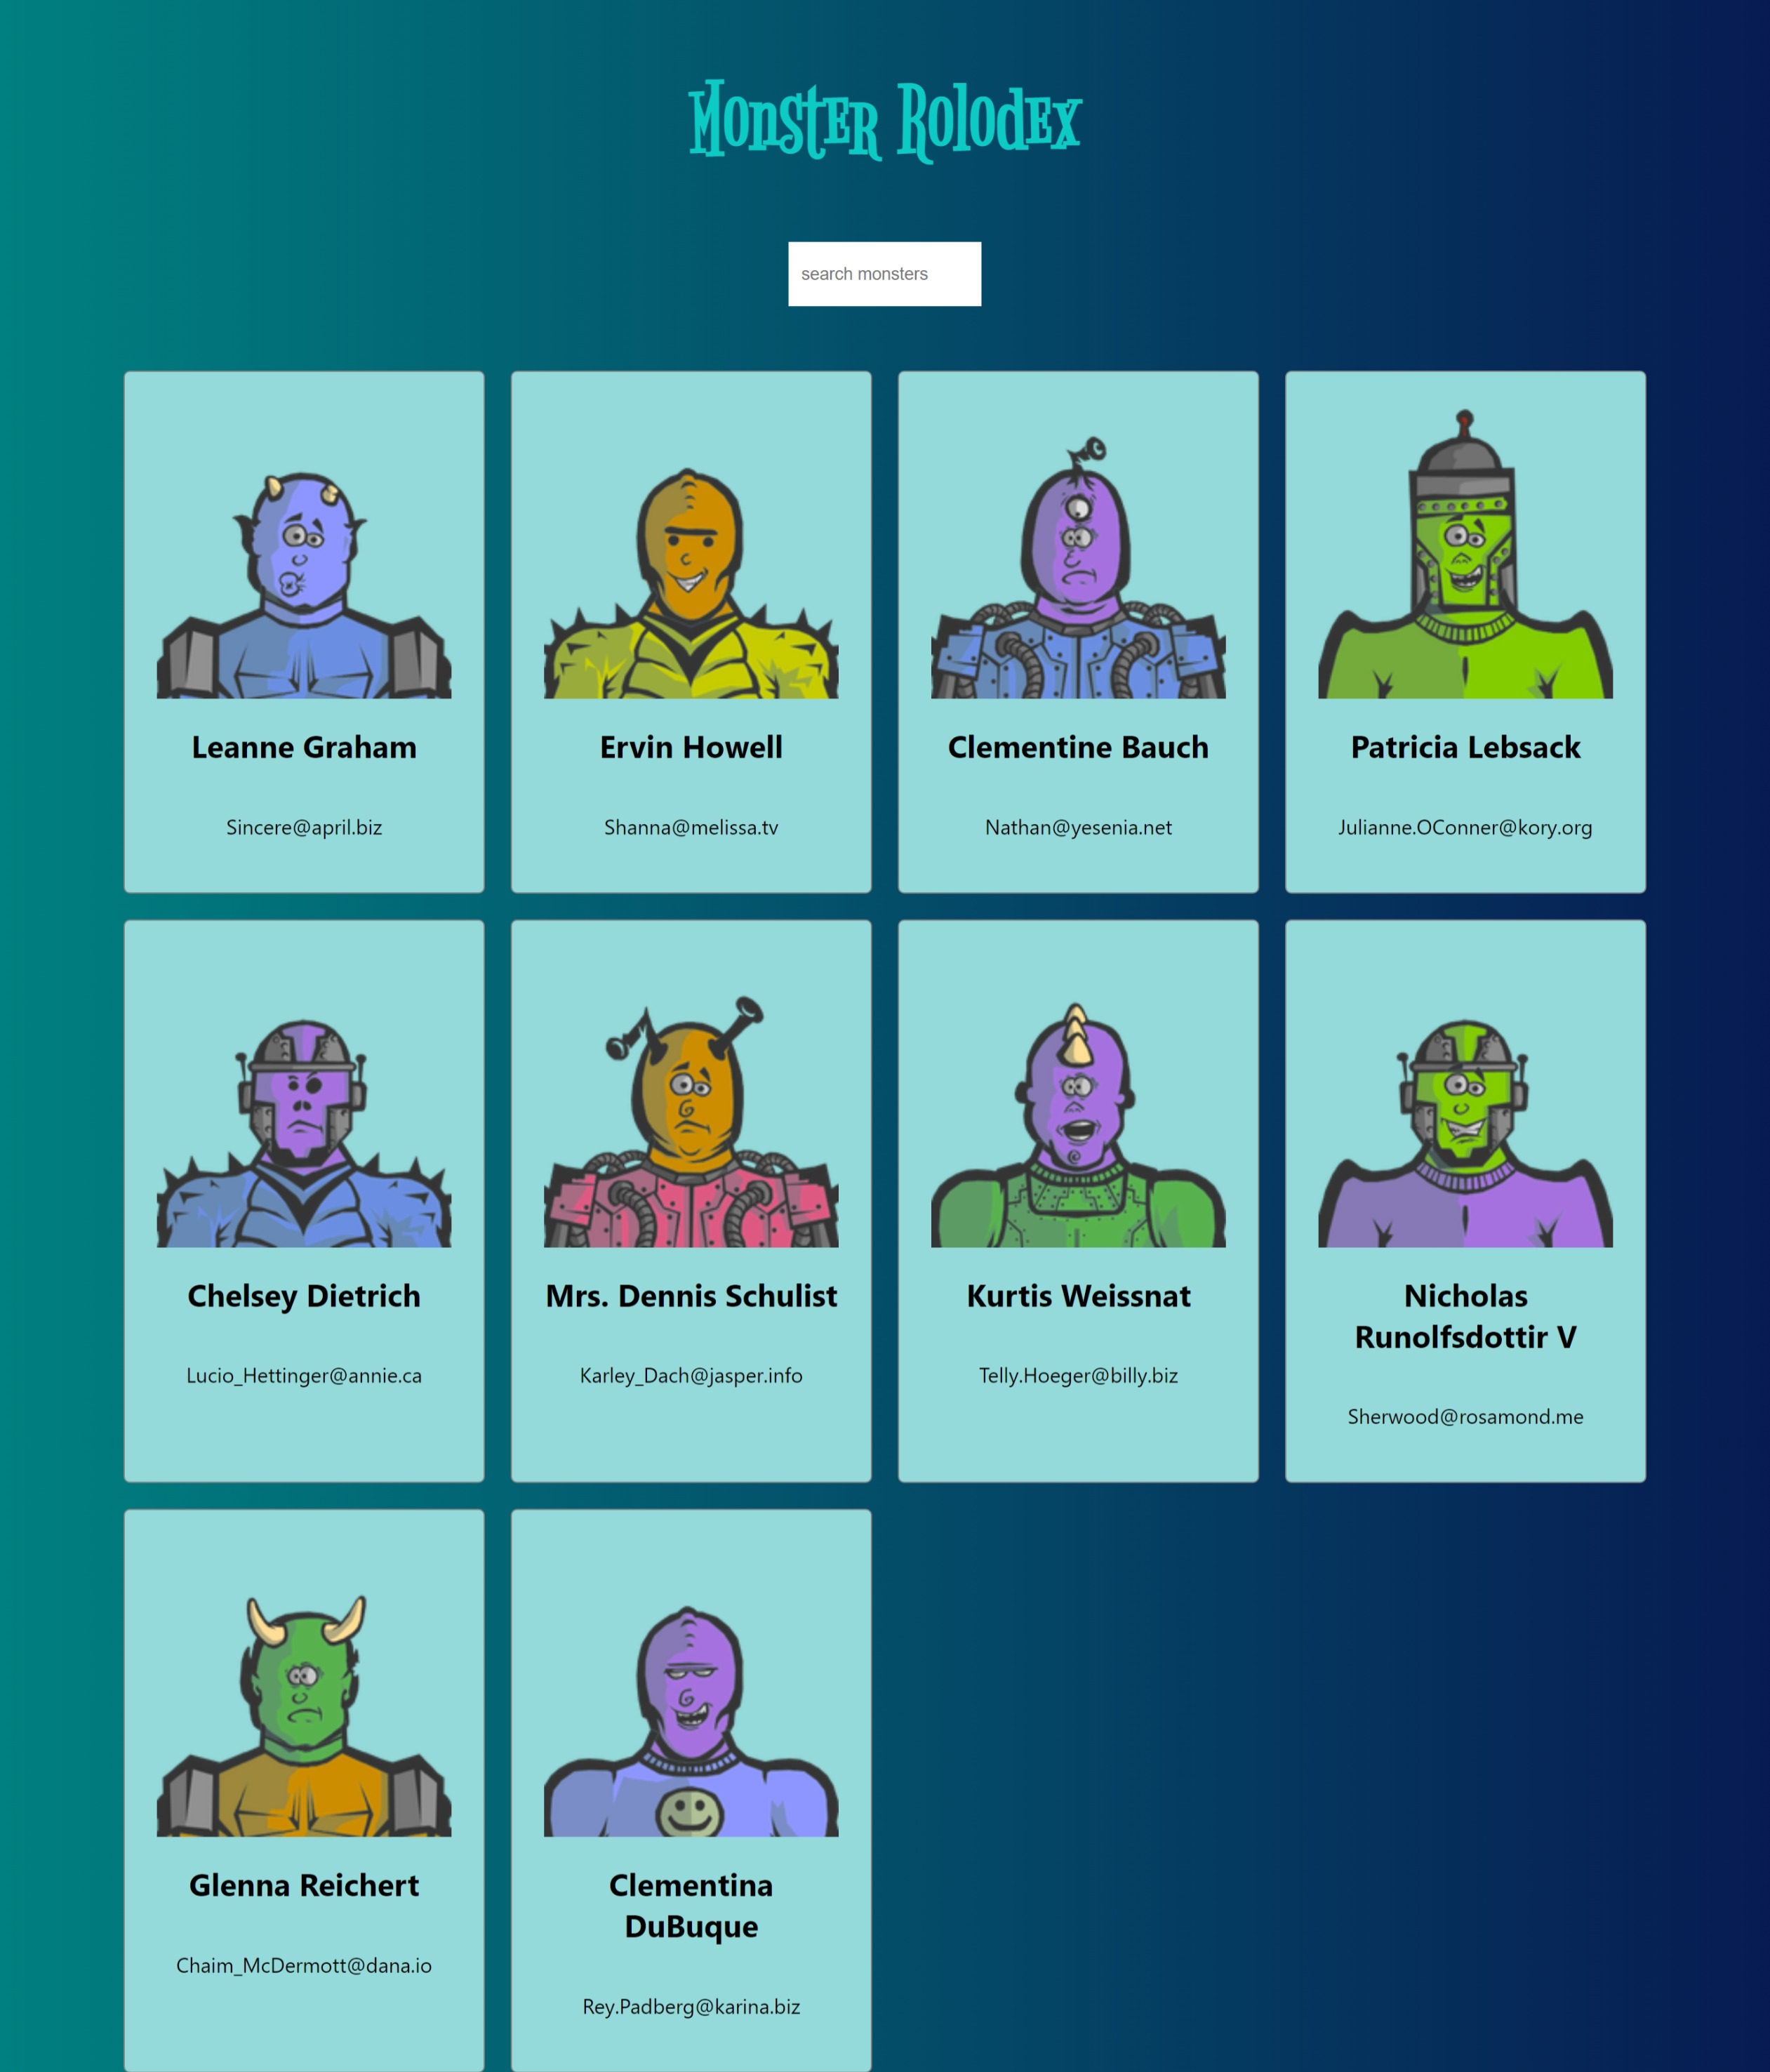 Monster Rolodex
search monsters
Leanne Graham
Sincere@april.biz
Ervin Howell
Shanna@melissa.tv
Clementine Bauch
Nathan@yesenia.net
Patricia Lebsack
Julianne.OConner@kory.org
Chelsey Dietrich
Lucio_Hettinger@annie.ca
Mrs. Dennis Schulist
Karley_Dach@jasper.info
Kurtis Weissnat
Telly.Hoeger@billy.biz
Nicholas
Runolfsdottir V
Sherwood@rosamond.me
Glenna Reichert
Chaim_McDermott@dana.io
Clementina
DuBuque
Rey.Padberg@karina.biz